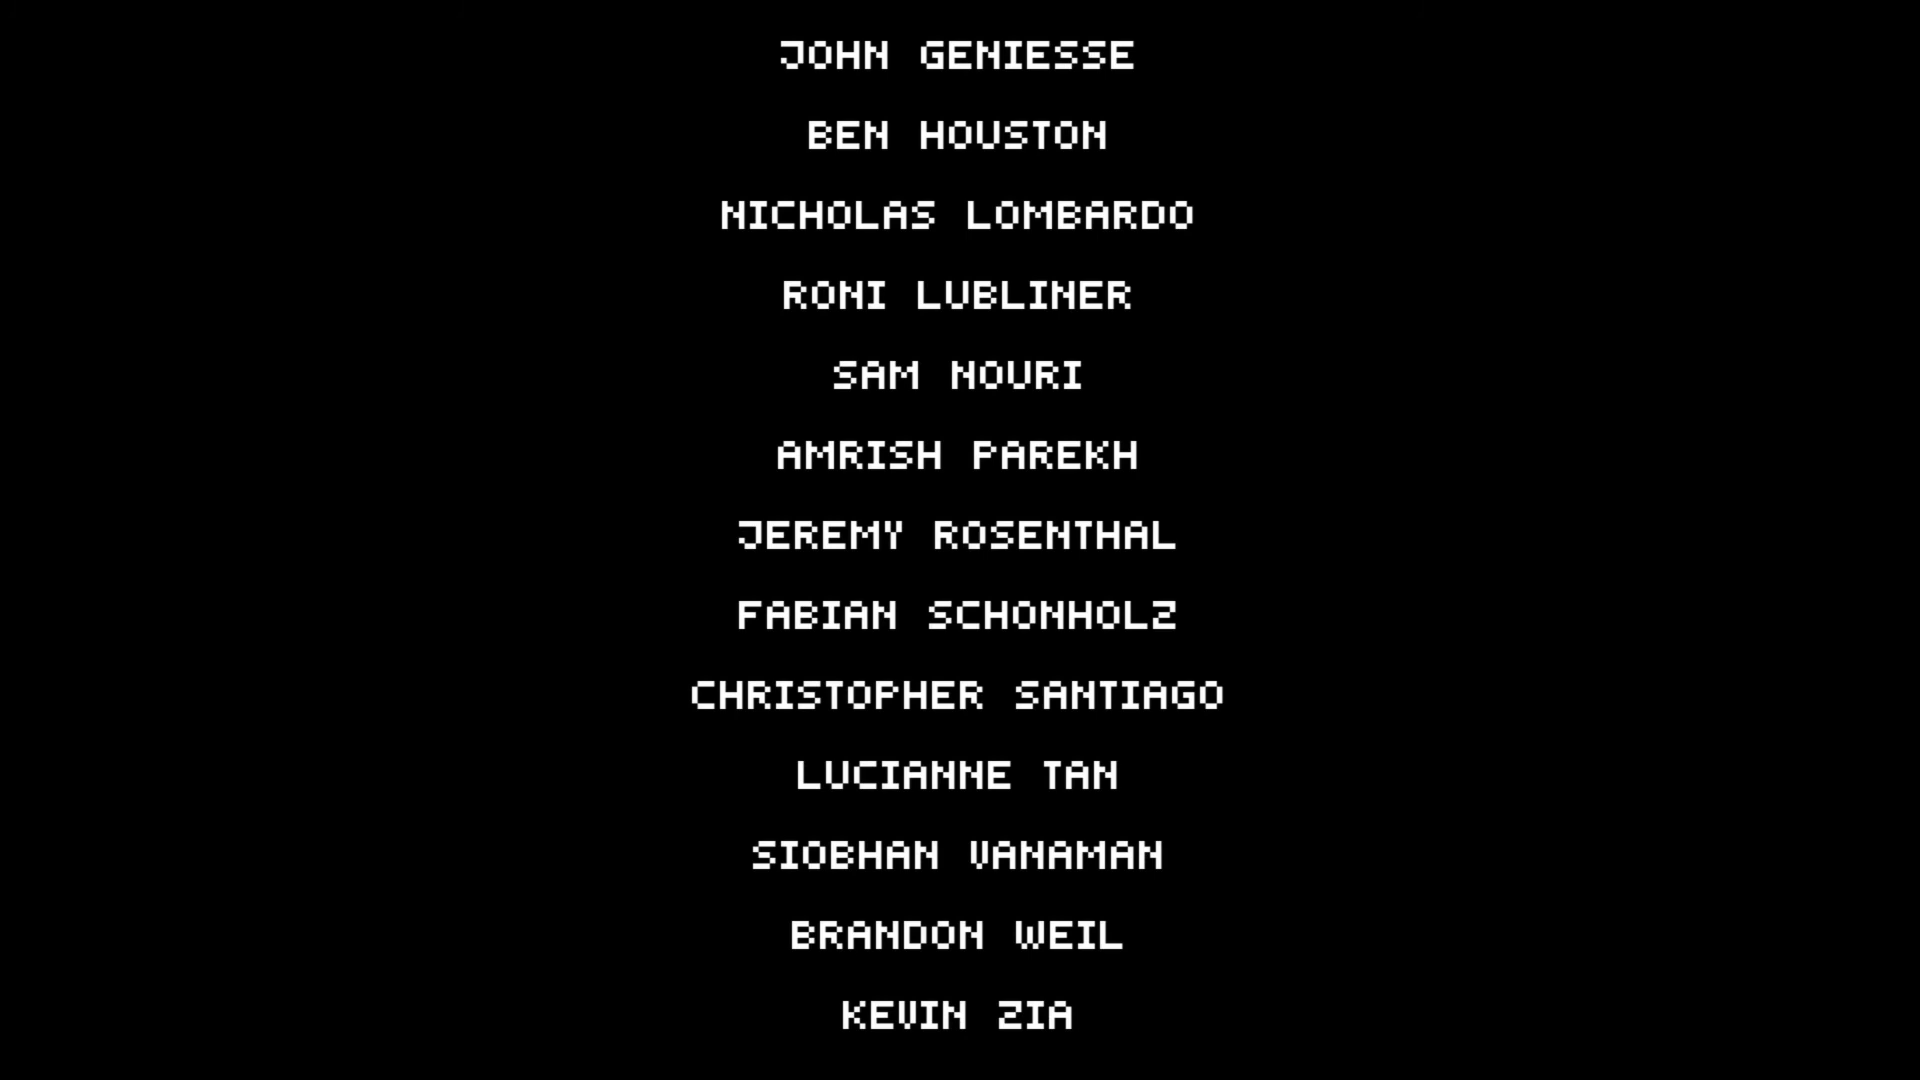 JOHN GENIESSE
BEN HOUSTON
NICHOLAS LOMBARDO
RONI LUBLINER
SAM NOURI
AMRISH PAREKH
JEREMY ROSENTHAL
FABIAN SCHONHOLZ
CHRISTOPHER SANTIAGO
LUCIANNE TAN
SIOBHAN VANAMAN
BRANDON WEIL
KEVIN ZIA